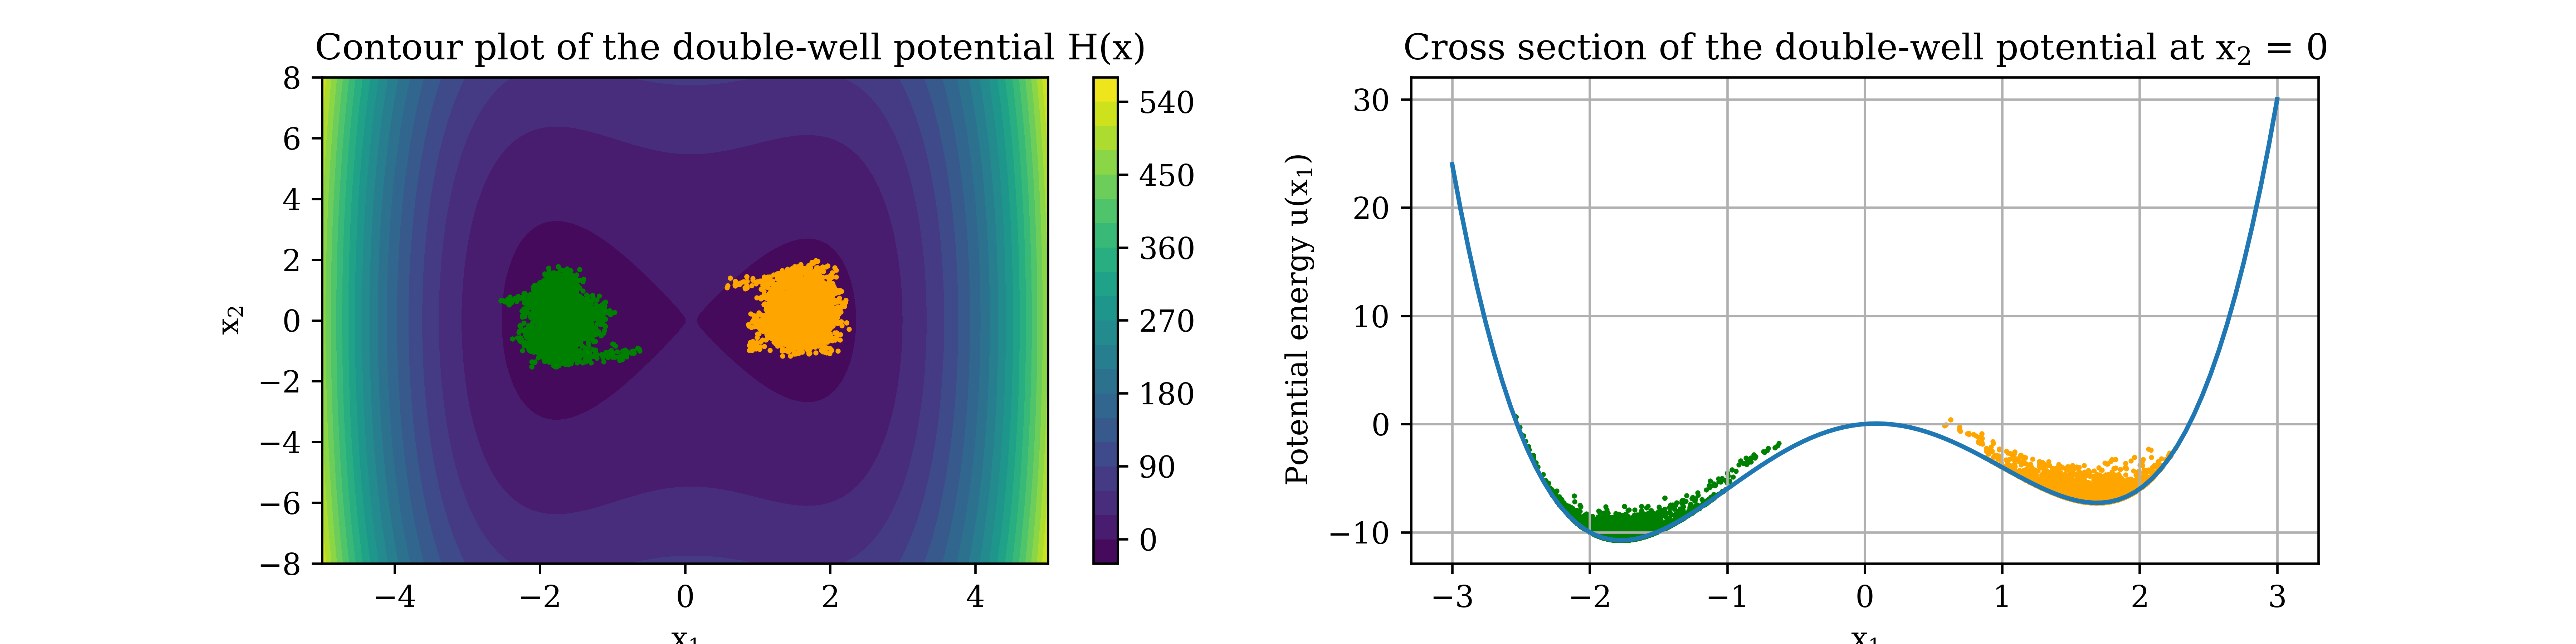 Contour plot of the double-well potential H(x)
8
6
4
2
0
−2
−4
−6
−8
x₂
−4 −2 0 2 4
x₁
540
450
360
270
180
90
0
Cross section of the double-well potential at x₂ = 0
30
20
10
0
−10
Potential energy u(x₁)
−3 −2 −1 0 1 2 3
x₁